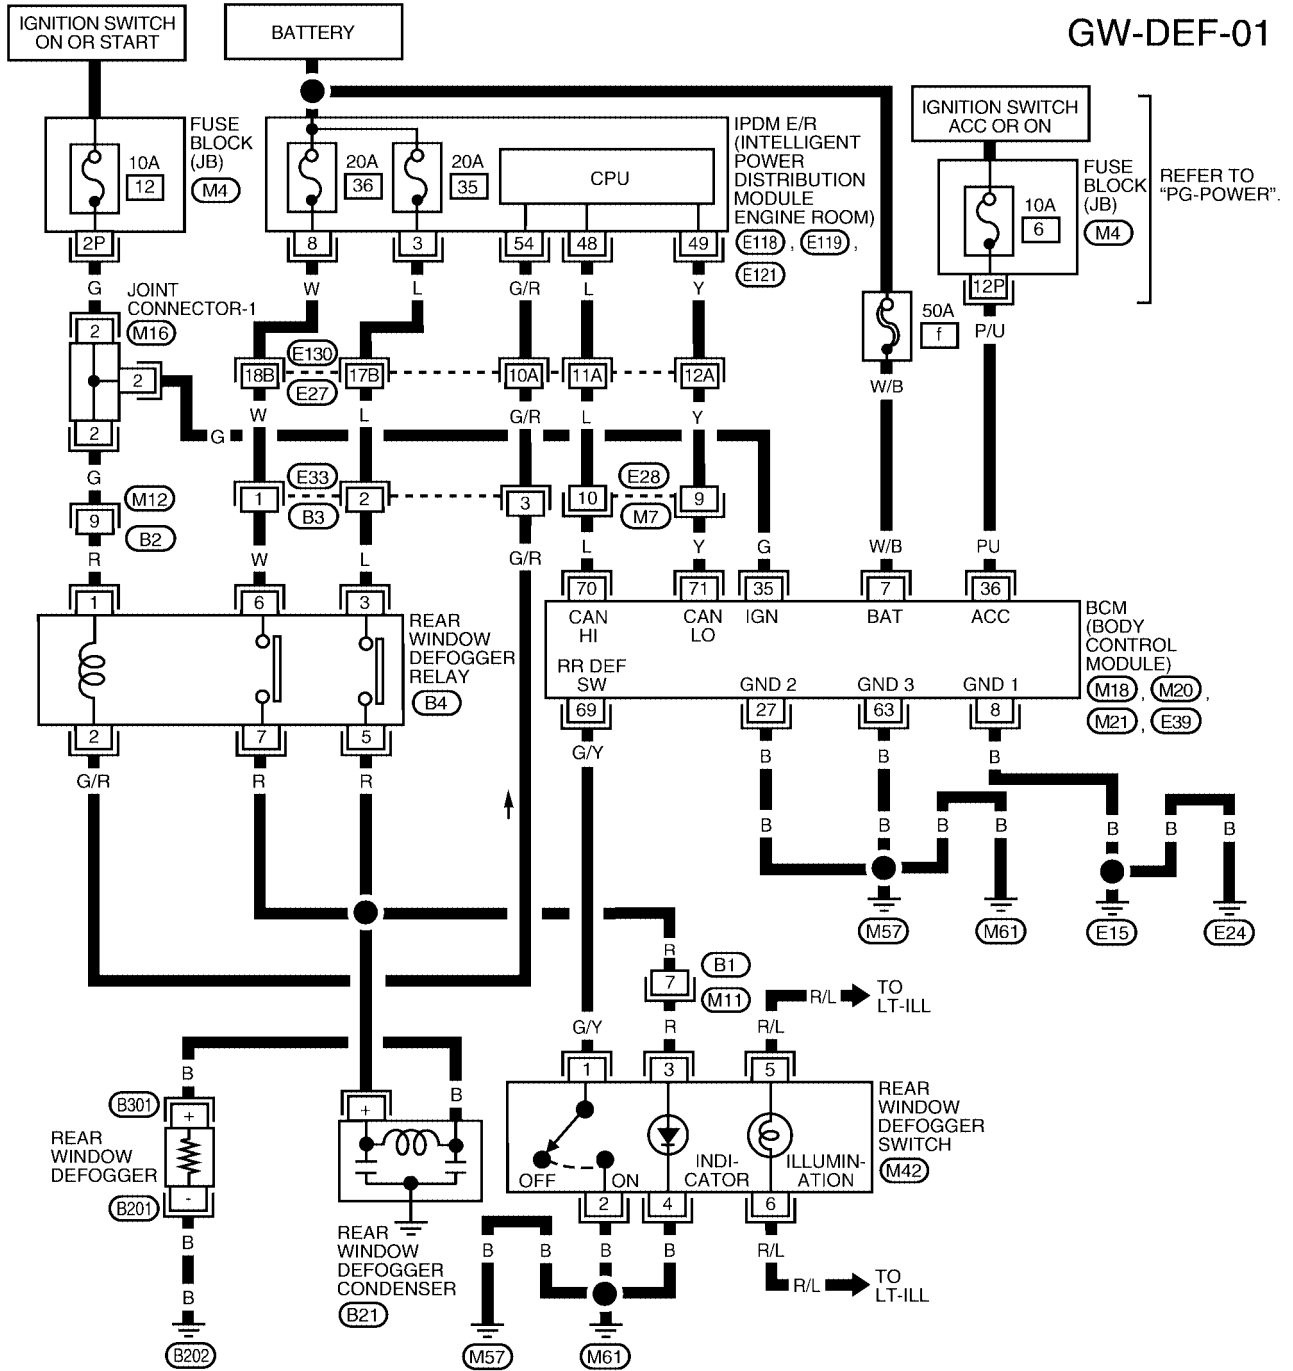 IGNITION SWITCH
ON OR START
BATTERY
GW-DEF-01
IGNITION SWITCH
ACC OR ON
FUSE
BLOCK
(JB)
M4
10A
12
20A
36
20A
35
CPU
IPDM E/R
(INTELLIGENT
POWER
DISTRIBUTION
MODULE
ENGINE ROOM)
E118 , E119 ,
E121
10A
6
FUSE
BLOCK
(JB)
M4
REFER TO
“PG-POWER”.
2P
8
3
54
48
49
12P
G
W
L
G/R
L
Y
P/U
JOINT
CONNECTOR-1
M16
2
2
2
50A
f
W/B
E130
E27
18B
17B
10A
11A
12A
W
L
G/R
L
Y
G
G
M12
9
B2
R
E33
B3
1
2
3
E28
M7
10
9
W
L
G/R
L
Y
G
W/B
PU
1
6
3
REAR
WINDOW
DEFOGGER
RELAY
B4
2
7
5
G/R
R
R
70
71
35
7
36
CAN
HI
CAN
LO
IGN
BAT
ACC
RR DEF
SW
GND 2
GND 3
GND 1
BCM
(BODY
CONTROL
MODULE)
M18 , M20 ,
M21 , E39
69
27
63
8
G/Y
B
B
B
B
B
B
B
B
B
B
M57
M61
E15
E24
R
7
B1
M11
R
G/Y
R/L
R/L
TO
LT-ILL
1
3
5
REAR
WINDOW
DEFOGGER
SWITCH
M42
OFF
ON
INDI-
CATOR
ILLUMIN-
ATION
2
4
6
B
B
B
B
R/L
R/L
TO
LT-ILL
M57
M61
B
B
B301
+
REAR
WINDOW
DEFOGGER
-
B201
B
B
B202
+
REAR
WINDOW
DEFOGGER
CONDENSER
B21